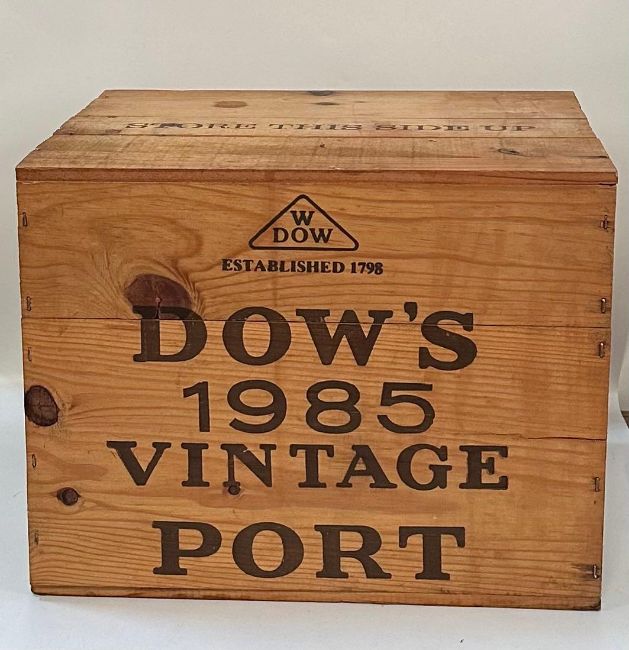 STORE THIS SIDE UP
W
DOW
ESTABLISHED 1798
DOW'S
1985
VINTAGE
PORT